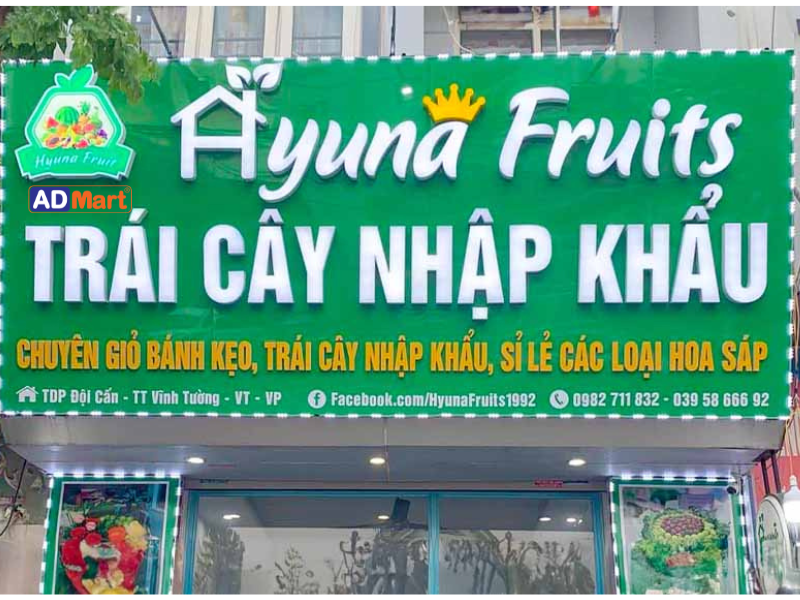 Hyuna Fruits
Hyuna Fruit
AD Mart
TRÁI CÂY NHẬP KHẨU
CHUYÊN GIỎ BÁNH KẸO, TRÁI CÂY NHẬP KHẨU, SỈ LẺ CÁC LOẠI HOA SÁP
TDP Đội Cấn - TT Vĩnh Tường - VT - VP Facebook.com/HyunaFruits1992 0982 711 832 - 039 58 666 92